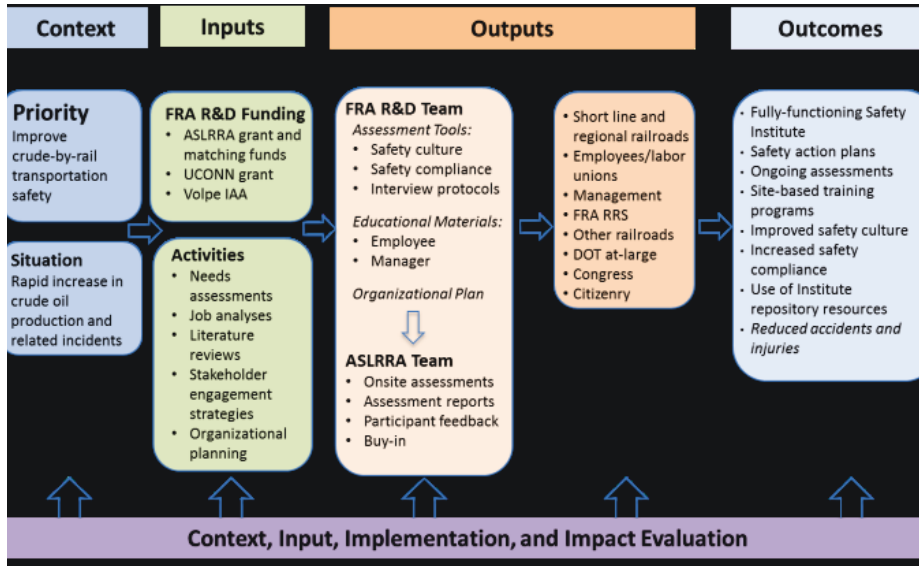 Context
Inputs
Outputs
Outcomes
Priority
Improve
crude-by-rail
transportation
safety
Situation
Rapid increase in
crude oil
production and
related incidents
FRA R&D Funding
• ASLRRA grant and
matching funds
• UCONN grant
• Volpe IAA
Activities
• Needs
assessments
• Job analyses
• Literature
reviews
• Stakeholder
engagement
strategies
• Organizational
planning
FRA R&D Team
Assessment Tools:
• Safety culture
• Safety compliance
• Interview protocols
Educational Materials:
• Employee
• Manager
Organizational Plan
ASLRRA Team
• Onsite assessments
• Assessment reports
• Participant feedback
• Buy-in
• Short line and
regional railroads
• Employees/labor
unions
• Management
• FRA RRS
• Other railroads
• DOT at-large
• Congress
• Citizenry
• Fully-functioning Safety
Institute
• Safety action plans
• Ongoing assessments
• Site-based training
programs
• Improved safety culture
• Increased safety
compliance
• Use of Institute
repository resources
• Reduced accidents and
injuries
Context, Input, Implementation, and Impact Evaluation